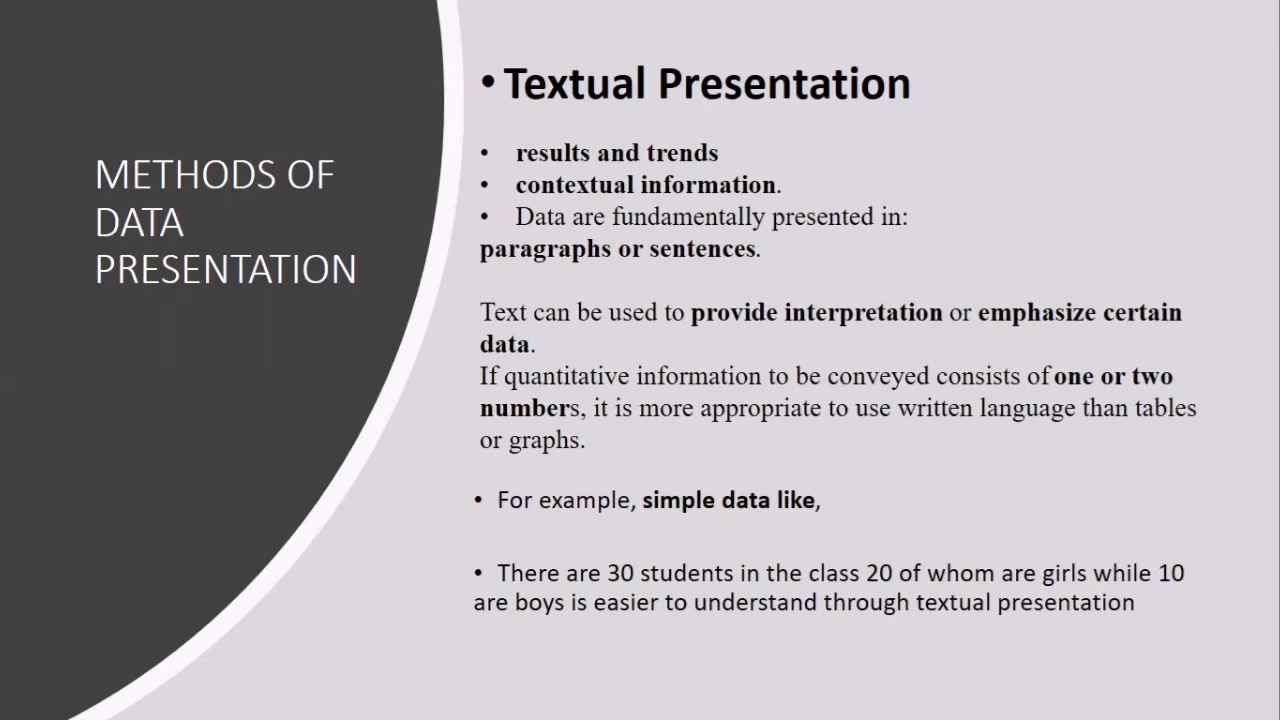 METHODS OF
DATA
PRESENTATION
• Textual Presentation
• results and trends
• contextual information.
• Data are fundamentally presented in:
paragraphs or sentences.
Text can be used to provide interpretation or emphasize certain
data.
If quantitative information to be conveyed consists of one or two
numbers, it is more appropriate to use written language than tables
or graphs.
• For example, simple data like,
• There are 30 students in the class 20 of whom are girls while 10
are boys is easier to understand through textual presentation